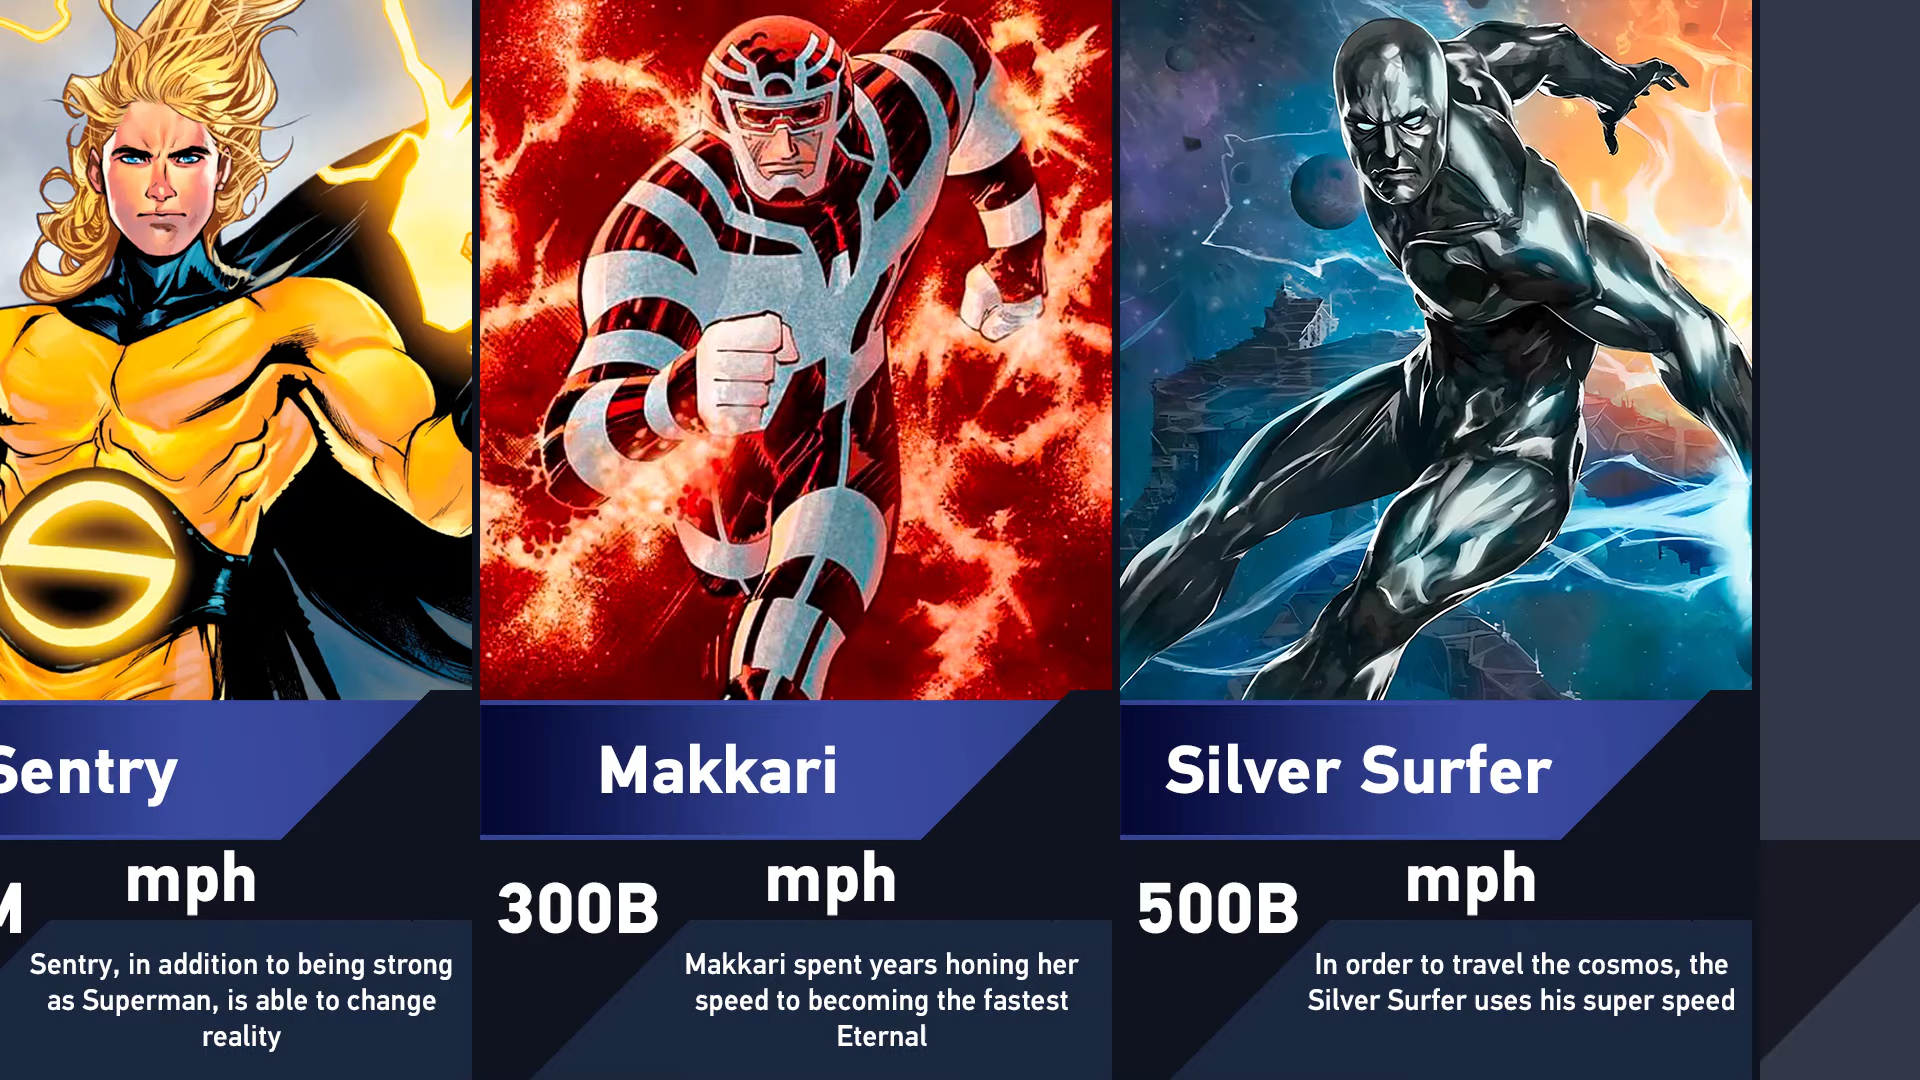 Sentry
mph
M
Sentry, in addition to being strong
as Superman, is able to change
reality
Makkari
mph
300B
Makkari spent years honing her
speed to becoming the fastest
Eternal
Silver Surfer
mph
500B
In order to travel the cosmos, the
Silver Surfer uses his super speed